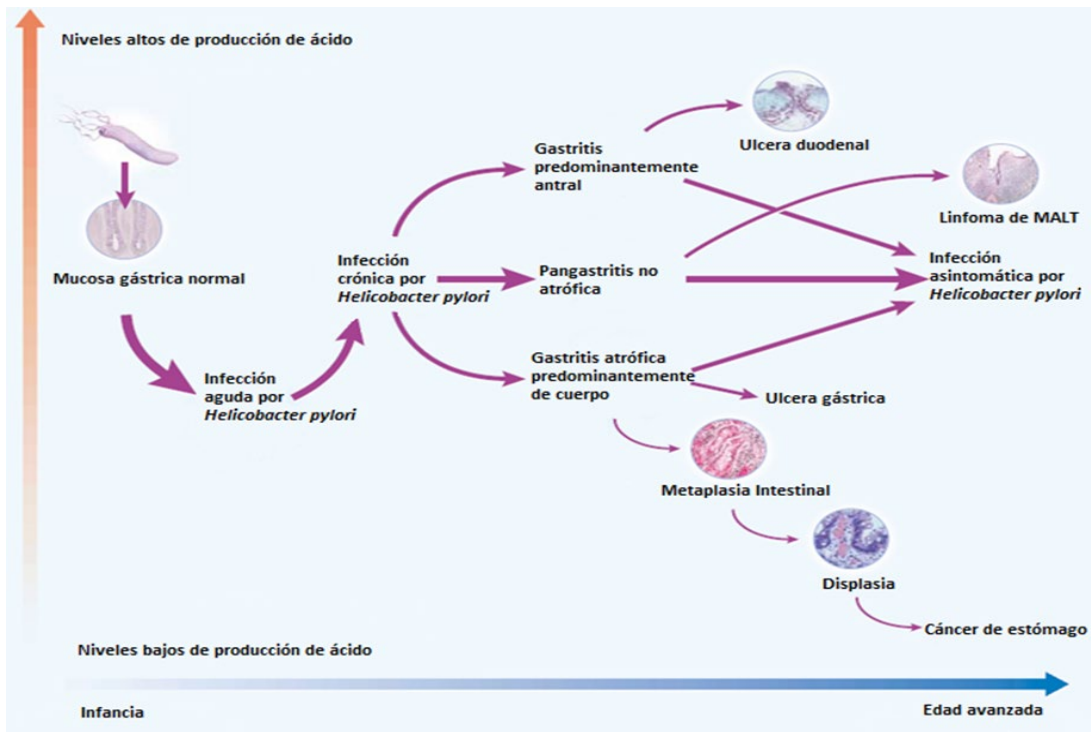 Niveles altos de producción de ácido
Ulcera duodenal
Gastritis
predominantemente
antral
Linfoma de MALT
Mucosa gástrica normal
Infección
crónica por
Helicobacter pylori
Pangastritis no
atrófica
Infección
asintomática por
Helicobacter pylori
Infección
aguda por
Helicobacter pylori
Gastritis atrófica
predominantemente
de cuerpo
Ulcera gástrica
Metaplasia Intestinal
Displasia
Cáncer de estómago
Niveles bajos de producción de ácido
Infancia
Edad avanzada